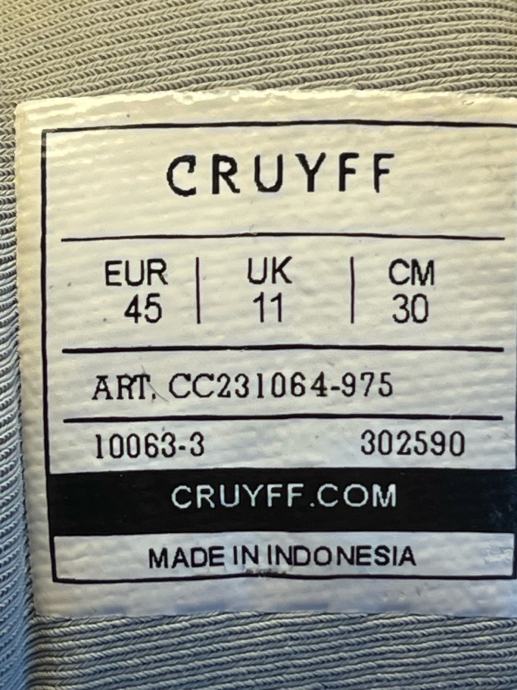 CRUYFF
EUR | UK | CM
45 | 11 | 30
ART. CC231064-975
10063-3 302590
CRUYFF.COM
MADE IN INDONESIA